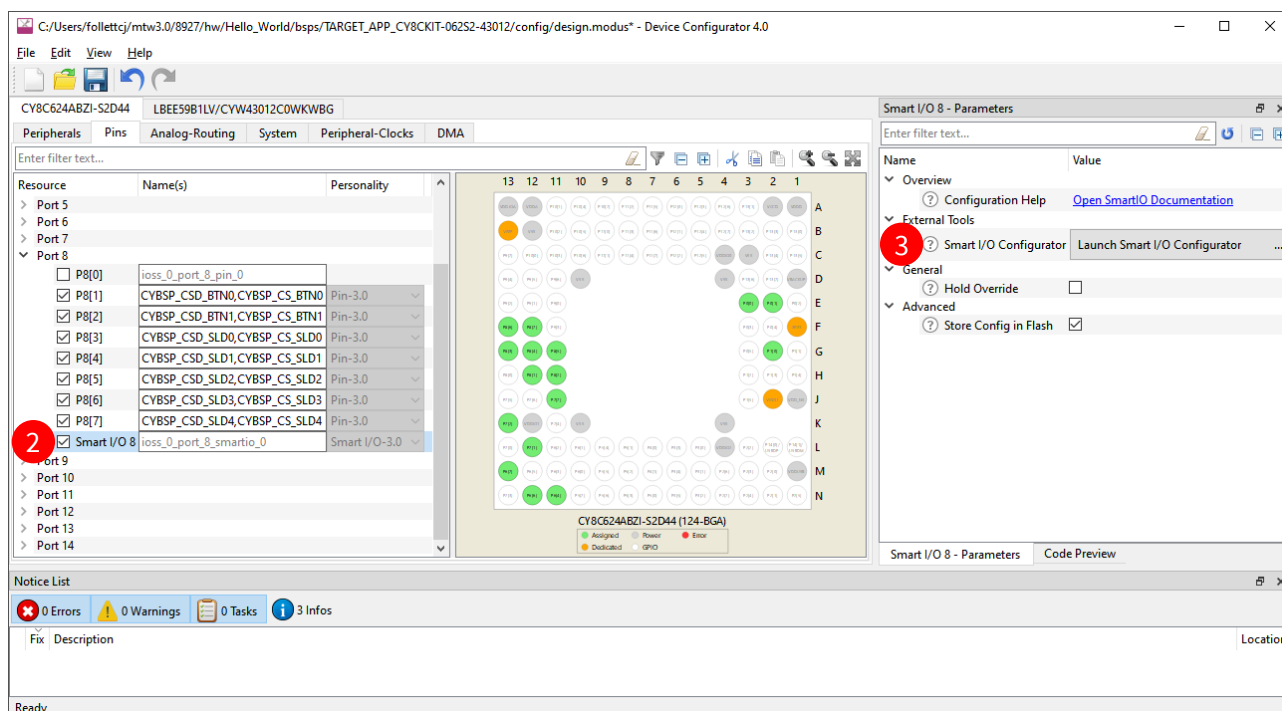 C:/Users/follettcj/mtw3.0/8927/hw/Hello_World/bsps/TARGET_APP_CY8CKIT-062S2-43012/config/design.modus* - Device Configurator 4.0
File Edit View Help
CY8C624ABZI-S2D44 LBEE59B1LV/CYW43012C0WKWBG
Peripherals Pins Analog-Routing System Peripheral-Clocks DMA
Enter filter text...
Resource Name(s) Personality
Port 5
Port 6
Port 7
Port 8
P8[0] ioss_0_port_8_pin_0
P8[1] CYBSP_CSD_BTN0,CYBSP_CS_BTN0 Pin-3.0
P8[2] CYBSP_CSD_BTN1,CYBSP_CS_BTN1 Pin-3.0
P8[3] CYBSP_CSD_SLD0,CYBSP_CS_SLD0 Pin-3.0
P8[4] CYBSP_CSD_SLD1,CYBSP_CS_SLD1 Pin-3.0
P8[5] CYBSP_CSD_SLD2,CYBSP_CS_SLD2 Pin-3.0
P8[6] CYBSP_CSD_SLD3,CYBSP_CS_SLD3 Pin-3.0
P8[7] CYBSP_CSD_SLD4,CYBSP_CS_SLD4 Pin-3.0
2 Smart I/O 8 ioss_0_port_8_smartio_0 Smart I/O-3.0
Port 9
Port 10
Port 11
Port 12
Port 13
Port 14
13 12 11 10 9 8 7 6 5 4 3 2 1
A
B
C
D
E
F
G
H
J
K
L
M
N
CY8C624ABZI-S2D44 (124-BGA)
Assigned Power Error
Dedicated GPIO
Smart I/O 8 - Parameters
Enter filter text...
Name Value
Overview
Configuration Help Open SmartIO Documentation
External Tools
3 Smart I/O Configurator Launch Smart I/O Configurator ...
General
Hold Override
Advanced
Store Config in Flash
Smart I/O 8 - Parameters Code Preview
Notice List
0 Errors 0 Warnings 0 Tasks 3 Infos
Fix Description Location
Ready